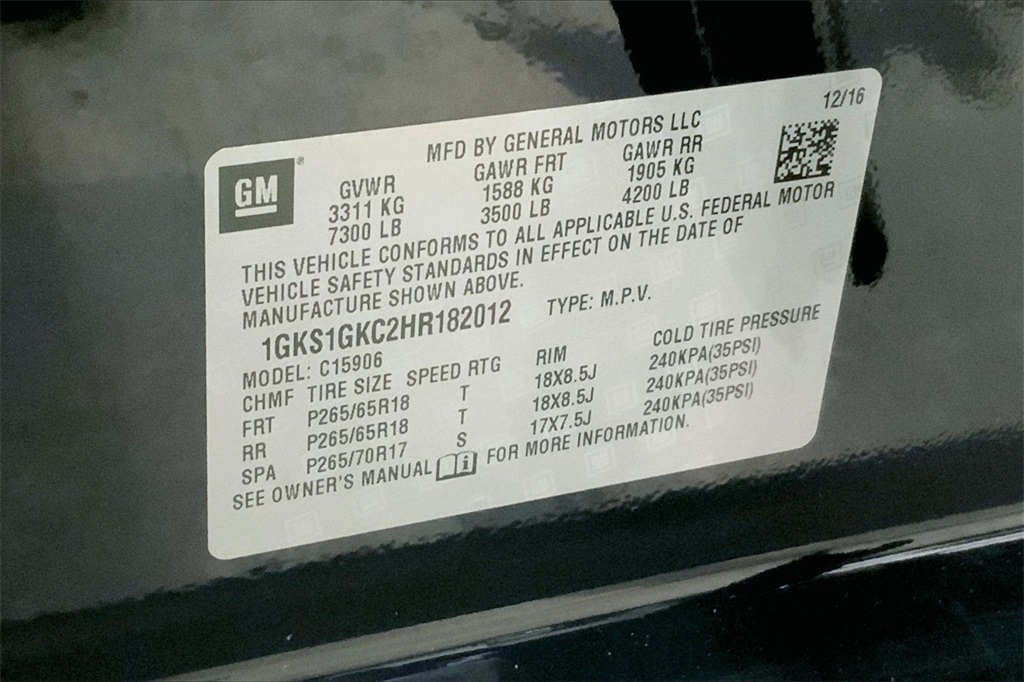 12/16
MFD BY GENERAL MOTORS LLC
GM ®
GVWR GAWR FRT GAWR RR
3311 KG 1588 KG 1905 KG
7300 LB 3500 LB 4200 LB
THIS VEHICLE CONFORMS TO ALL APPLICABLE U.S. FEDERAL MOTOR
VEHICLE SAFETY STANDARDS IN EFFECT ON THE DATE OF
MANUFACTURE SHOWN ABOVE.
1GKS1GKC2HR182012 TYPE: M.P.V.
MODEL: C15906
CHMF TIRE SIZE SPEED RTG RIM COLD TIRE PRESSURE
FRT P265/65R18 T 18X8.5J 240KPA(35PSI)
RR P265/65R18 T 18X8.5J 240KPA(35PSI)
SPA P265/70R17 S 17X7.5J 240KPA(35PSI)
SEE OWNER'S MANUAL i FOR MORE INFORMATION.